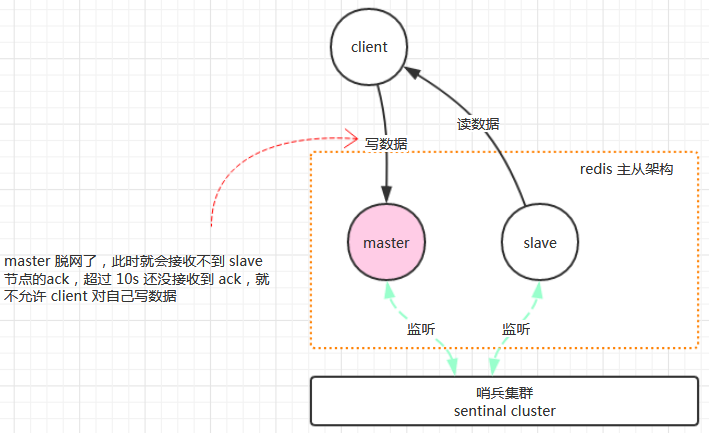 client
写数据
读数据
redis 主从架构
master
slave
master 脱网了，此时就会接收不到 slave
节点的ack，超过 10s 还没接收到 ack，就
不允许 client 对自己写数据
监听
监听
哨兵集群
sentinal cluster